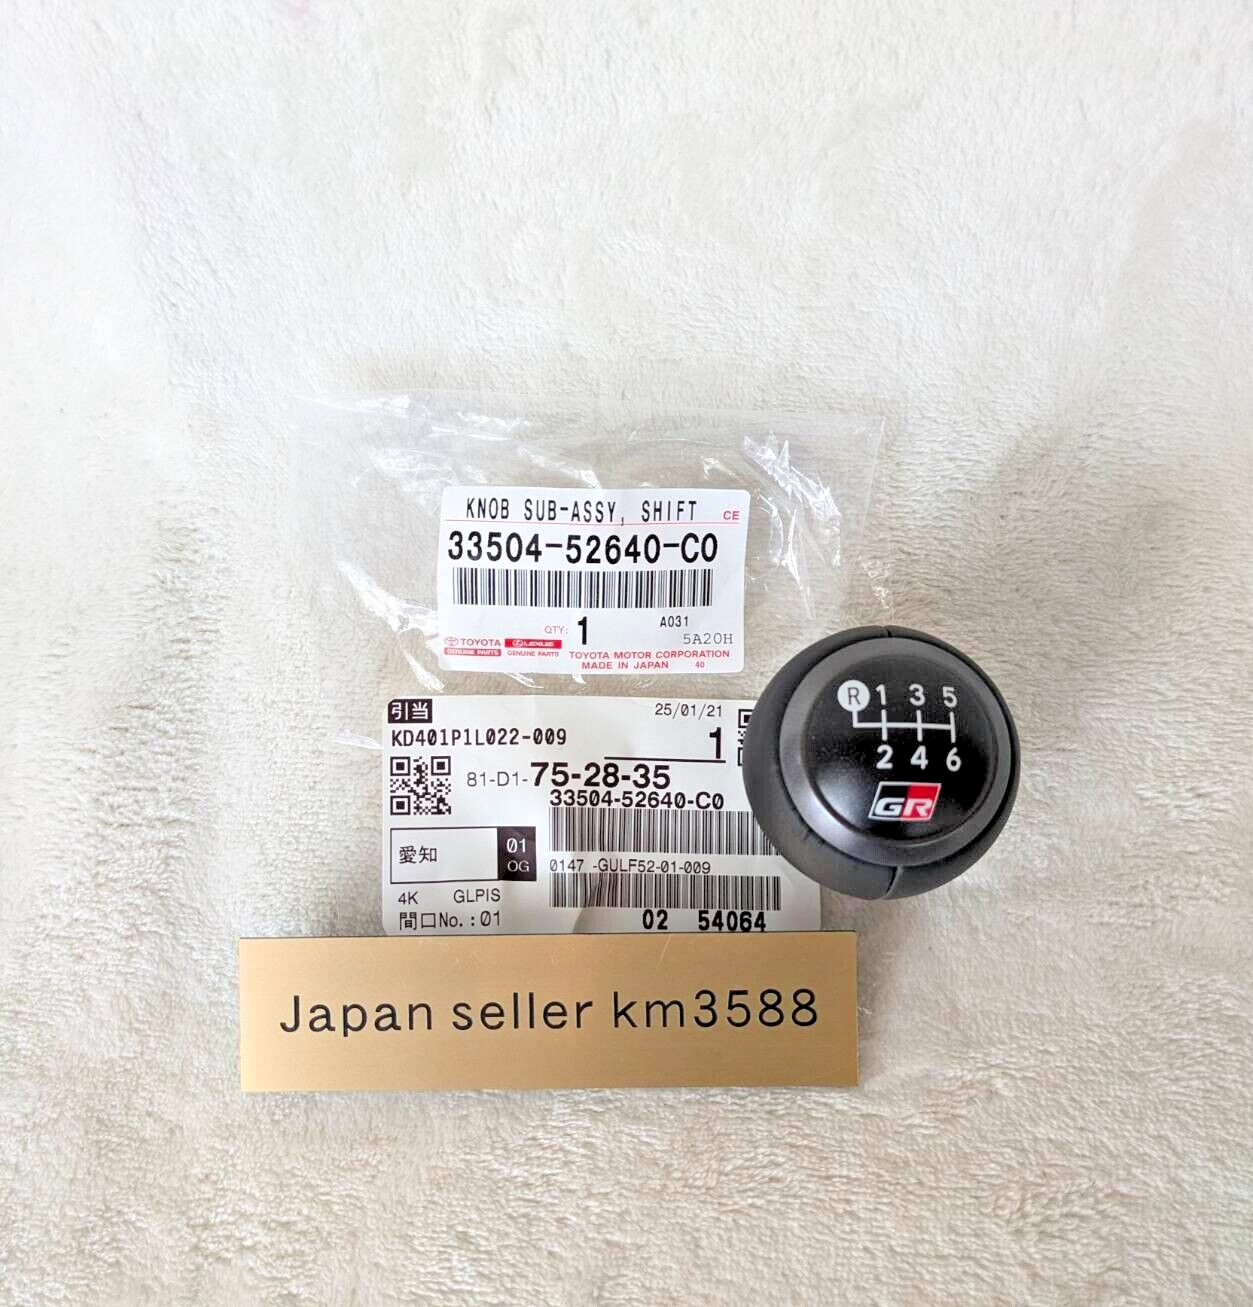 KNOB SUB-ASSY, SHIFT CE
33504-52640-C0
QTY: 1 A031
5A20H
TOYOTA LEXUS
GENUINE PARTS GENUINE PARTS TOYOTA MOTOR CORPORATION
MADE IN JAPAN 40
引当 25/01/21
KD401P1L022-009 1
81-D1-75-28-35
33504-52640-C0
愛知 01
OG
0147 -GULF52-01-009
4K GLPIS
間口No.:01 02 54064
R 1 3 5
2 4 6
GR
Japan seller km3588